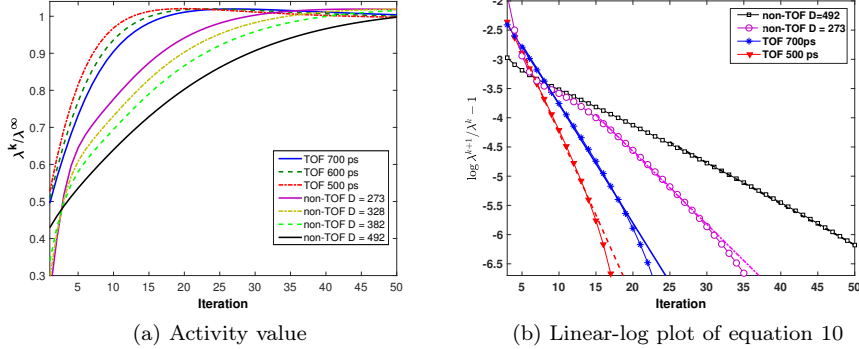 λ^k/λ^∞
1
0.9
0.8
0.7
0.6
0.5
0.4
0.3
5 10 15 20 25 30 35 40 45 50
Iteration
TOF 700 ps
TOF 600 ps
TOF 500 ps
non-TOF D = 273
non-TOF D = 328
non-TOF D = 382
non-TOF D = 492
(a) Activity value
log λ^{k+1}/λ^k − 1
-2
-2.5
-3
-3.5
-4
-4.5
-5
-5.5
-6
-6.5
5 10 15 20 25 30 35 40 45 50
Iteration
non-TOF D=492
non-TOF D = 273
TOF 700ps
TOF 500 ps
(b) Linear-log plot of equation 10